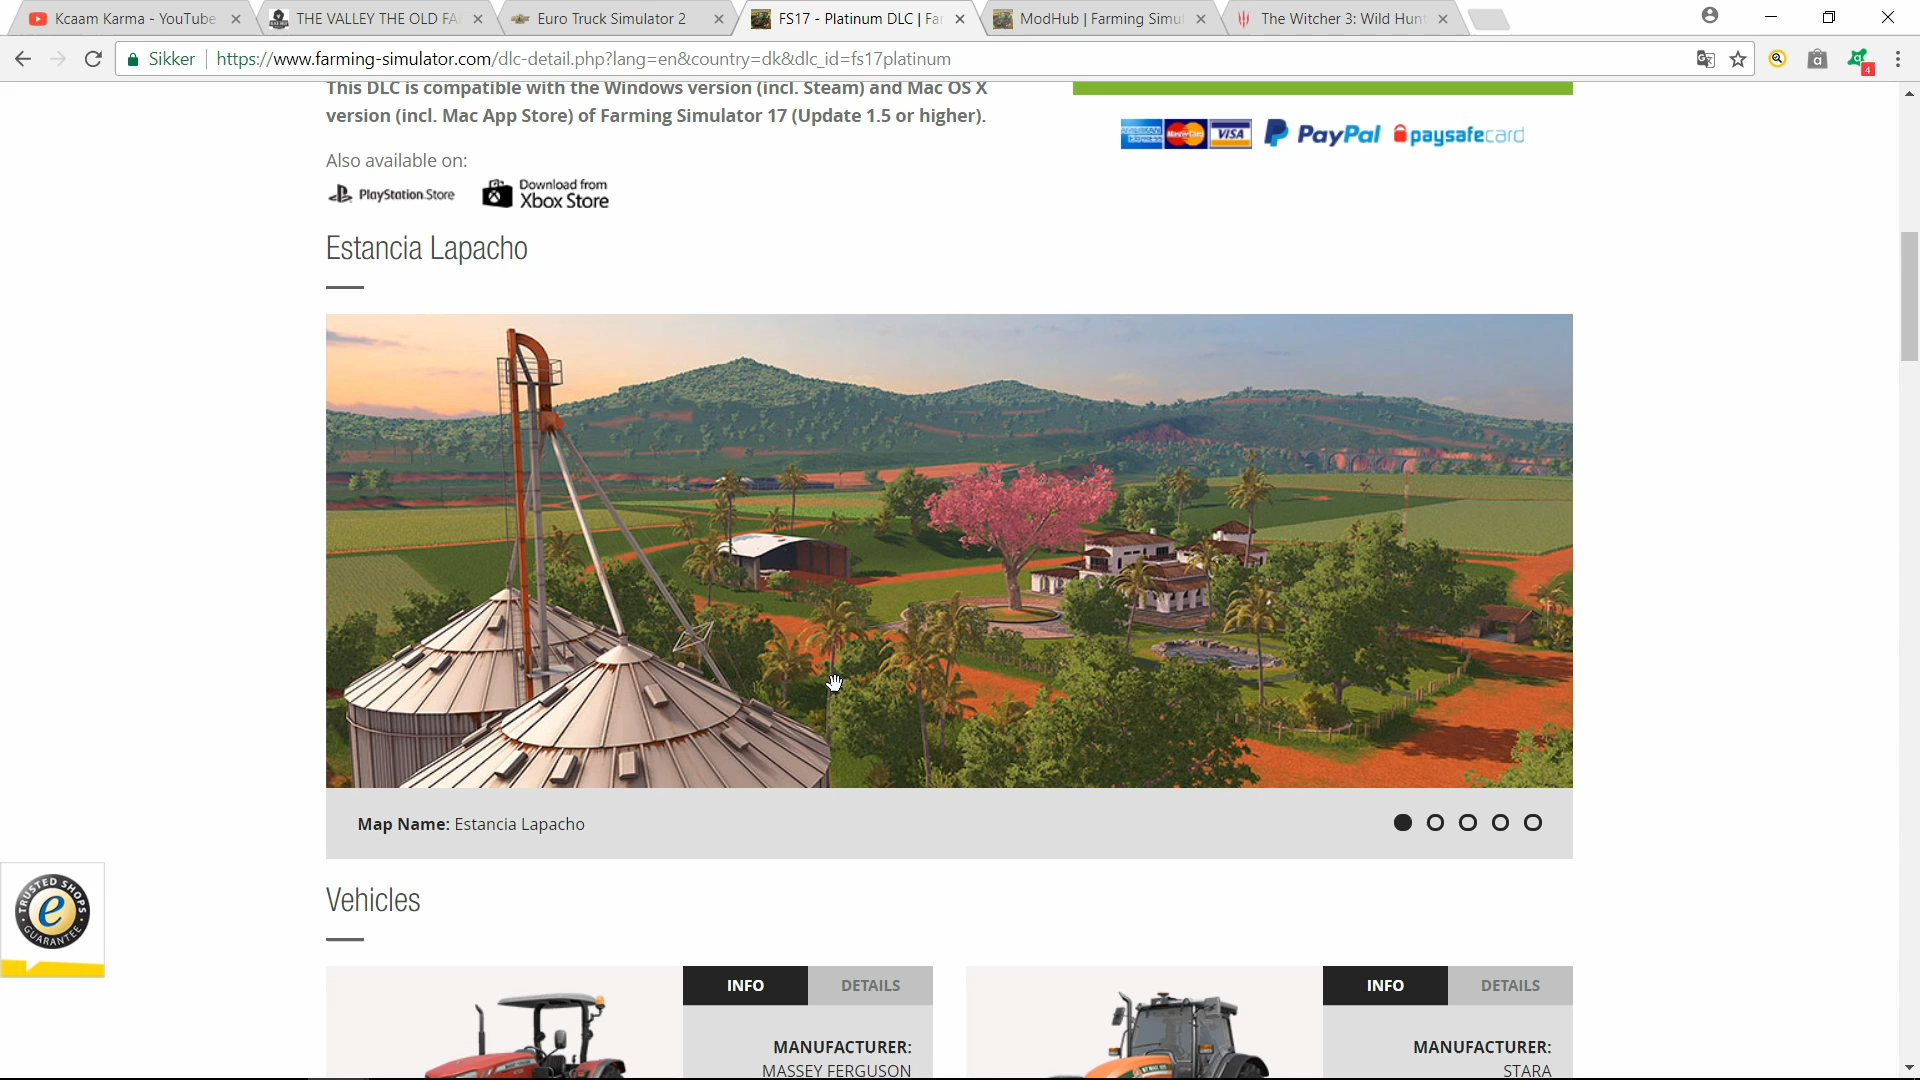 Kcaam Karma - YouTube
THE VALLEY THE OLD FA
Euro Truck Simulator 2
FS17 - Platinum DLC | Fa
ModHub | Farming Simul
The Witcher 3: Wild Hunt
Sikker
https://www.farming-simulator.com/dlc-detail.php?lang=en&country=dk&dlc_id=fs17platinum
4
This DLC is compatible with the Windows version (incl. Steam) and Mac OS X
version (incl. Mac App Store) of Farming Simulator 17 (Update 1.5 or higher).
AMERICAN EXPRESS MasterCard VISA PayPal paysafecard
Also available on:
PlayStation Store
Download from
Xbox Store
Estancia Lapacho
Map Name: Estancia Lapacho
TRUSTED SHOPS
e
GUARANTEE
Vehicles
INFO DETAILS
MANUFACTURER:
MASSEY FERGUSON
INFO DETAILS
MANUFACTURER:
STARA